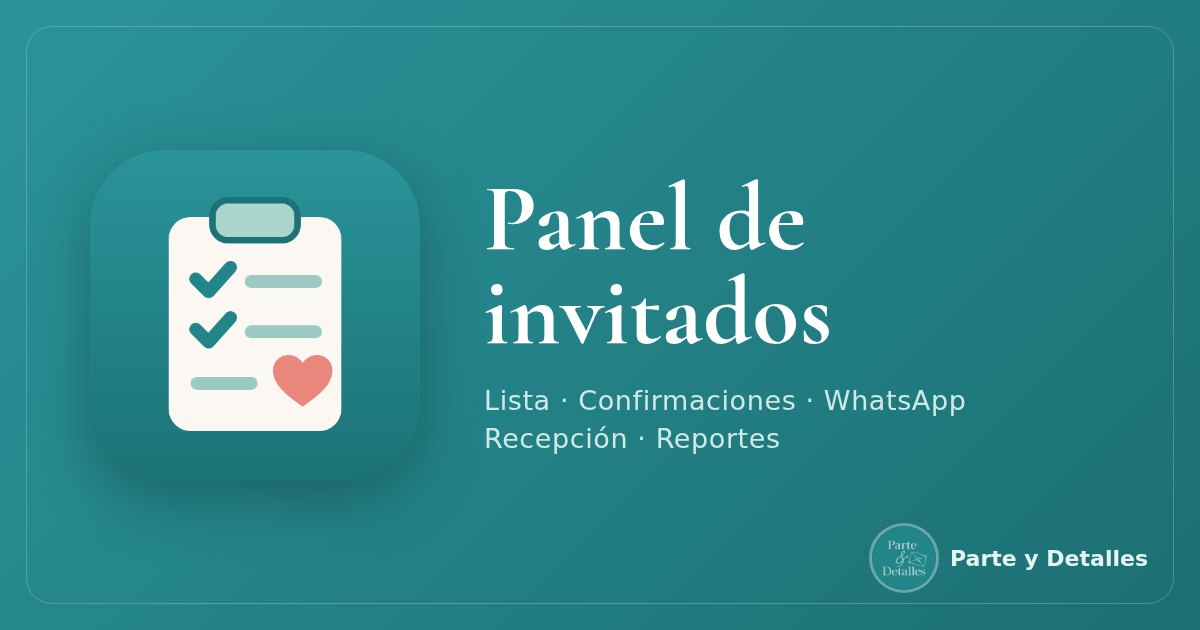 Panel de
invitados
Lista · Confirmaciones · WhatsApp
Recepción · Reportes
Parte
&
Detalles
Parte y Detalles